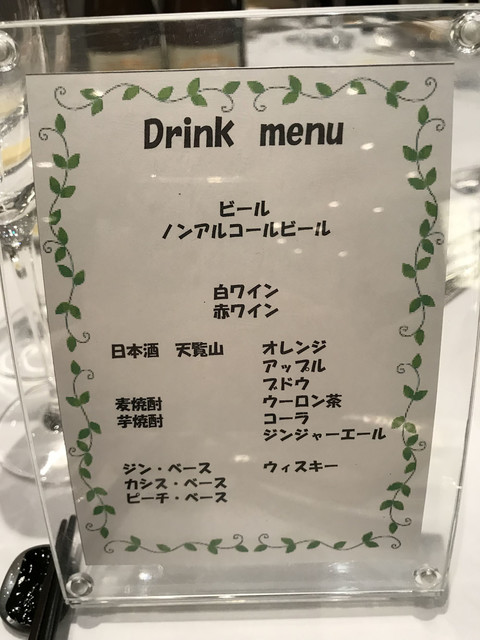 Drink menu
ビール
ノンアルコールビール
白ワイン
赤ワイン
日本酒 天覧山
麦焼酎
芋焼酎
ジン・ベース
カシス・ベース
ピーチ・ベース
オレンジ
アップル
ブドウ
ウーロン茶
コーラ
ジンジャーエール
ウィスキー